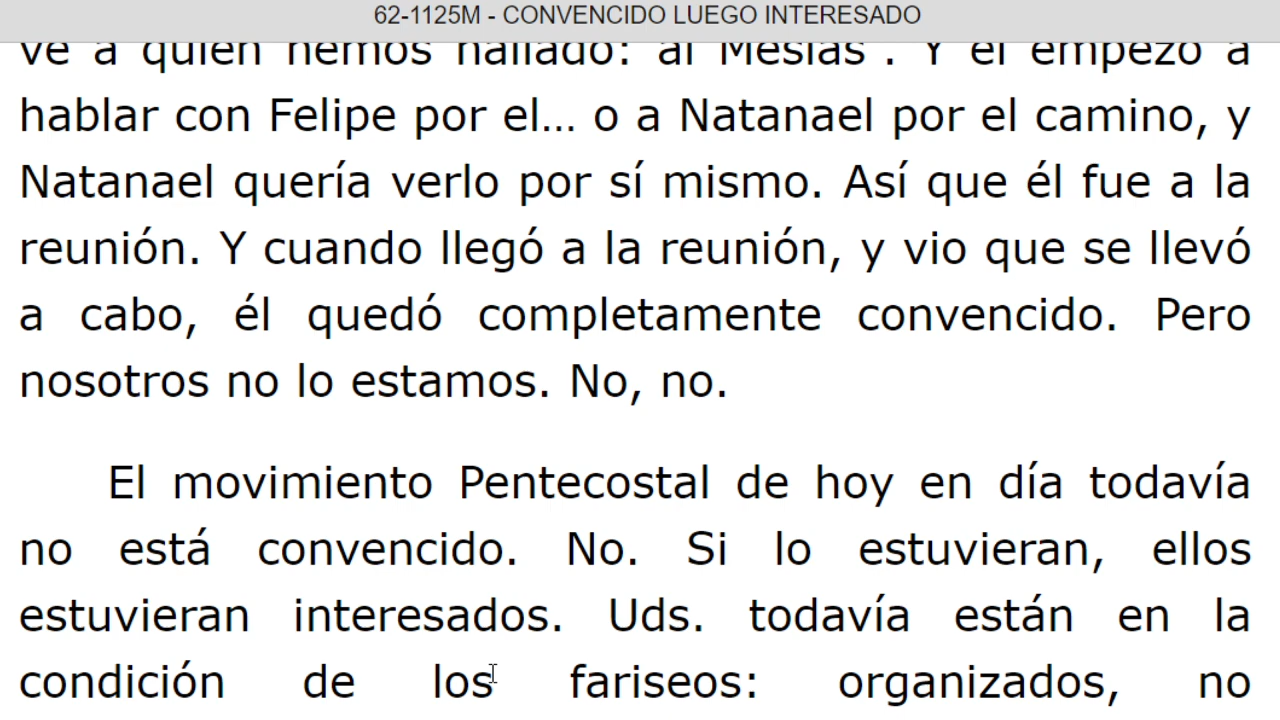 62-1125M - CONVENCIDO LUEGO INTERESADO
ve a quien hemos hallado: al Mesías . Y él empezó a
hablar con Felipe por el… o a Natanael por el camino, y
Natanael quería verlo por sí mismo. Así que él fue a la
reunión. Y cuando llegó a la reunión, y vio que se llevó
a cabo, él quedó completamente convencido. Pero
nosotros no lo estamos. No, no.
El movimiento Pentecostal de hoy en día todavía
no está convencido. No. Si lo estuvieran, ellos
estuvieran interesados. Uds. todavía están en la
condición de los fariseos: organizados, no